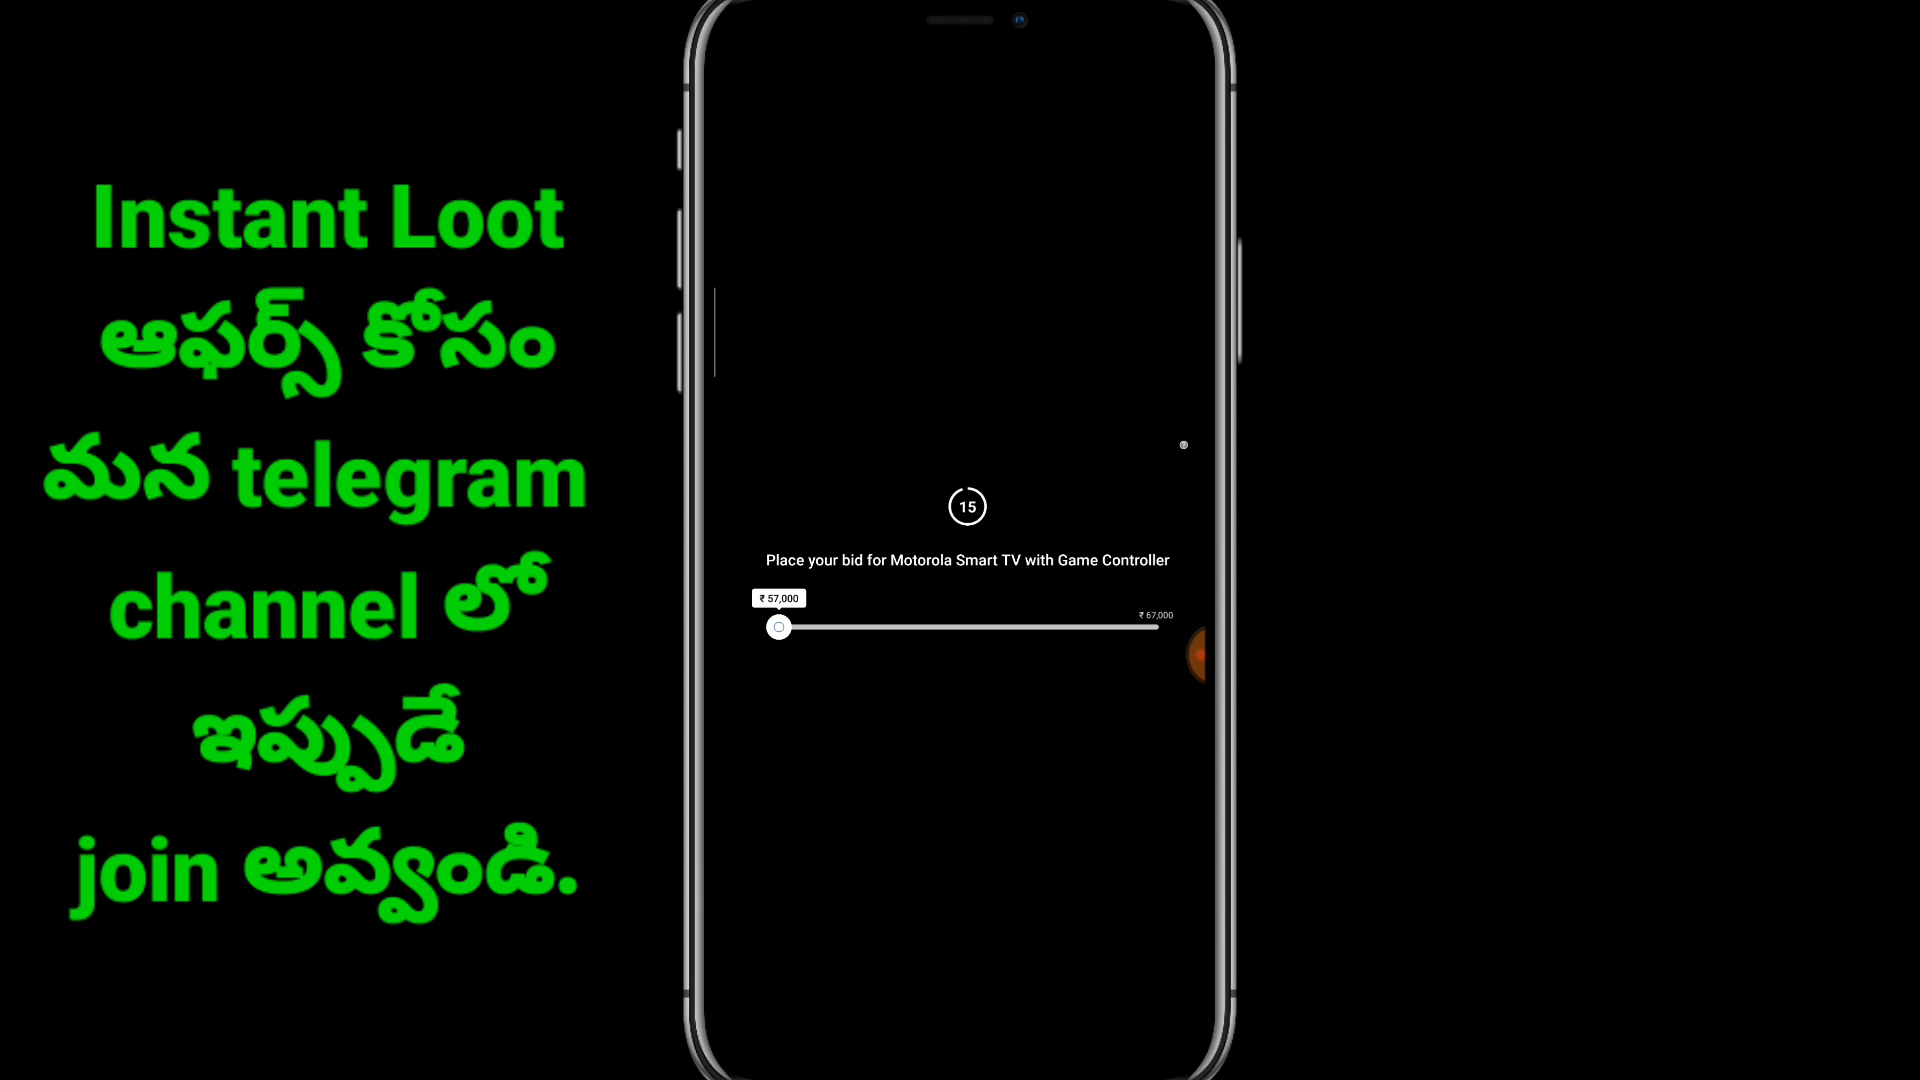 Instant Loot
ఆఫర్స్ కోసం
మన telegram
channel లో
ఇప్పుడే
join అవ్వండి.
15
Place your bid for Motorola Smart TV with Game Controller
₹ 57,000
₹ 67,000